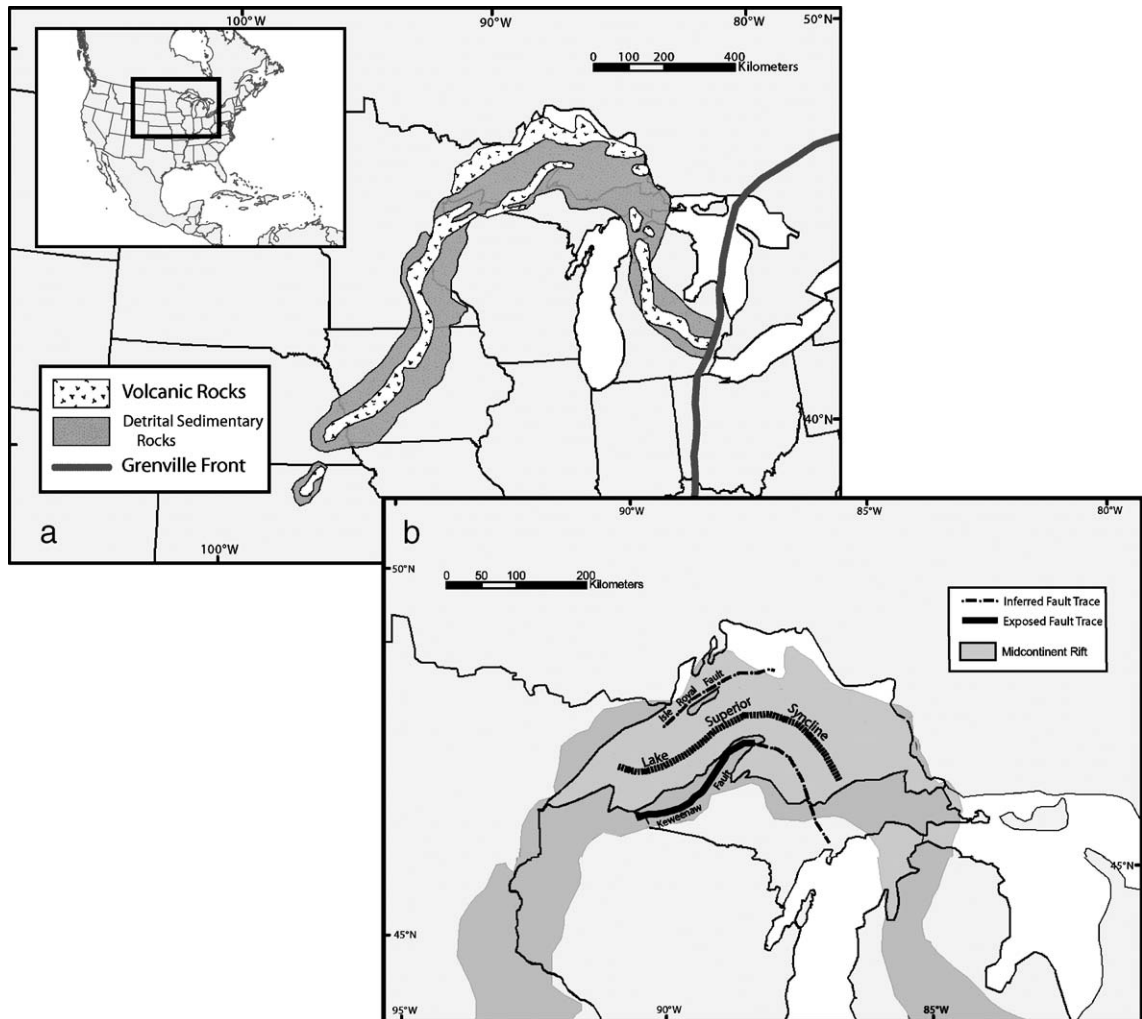 100°W
90°W
80°W
50°N
0 100 200 400
Kilometers
Volcanic Rocks
Detrital Sedimentary
Rocks
Grenville Front
40°N
a
100°W
b
90°W
85°W
80°W
50°N
0 50 100 200
Kilometers
Inferred Fault Trace
Exposed Fault Trace
Midcontinent Rift
Isle Royal Fault
Lake Superior Syncline
Keweenaw Fault
45°N
45°N
95°W
90°W
85°W